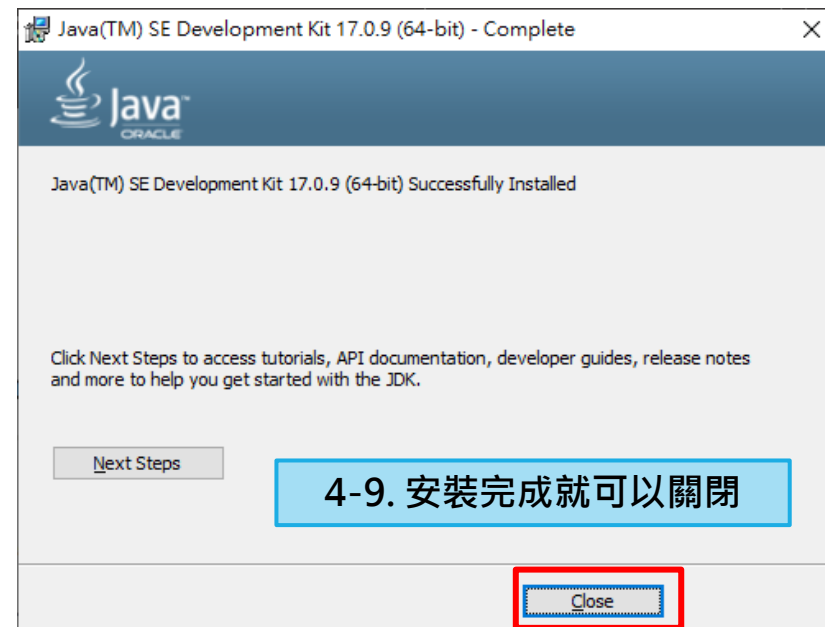 Java(TM) SE Development Kit 17.0.9 (64-bit) - Complete
Java™
ORACLE
Java(TM) SE Development Kit 17.0.9 (64-bit) Successfully Installed
Click Next Steps to access tutorials, API documentation, developer guides, release notes
and more to help you get started with the JDK.
Next Steps
4-9. 安裝完成就可以關閉
Close